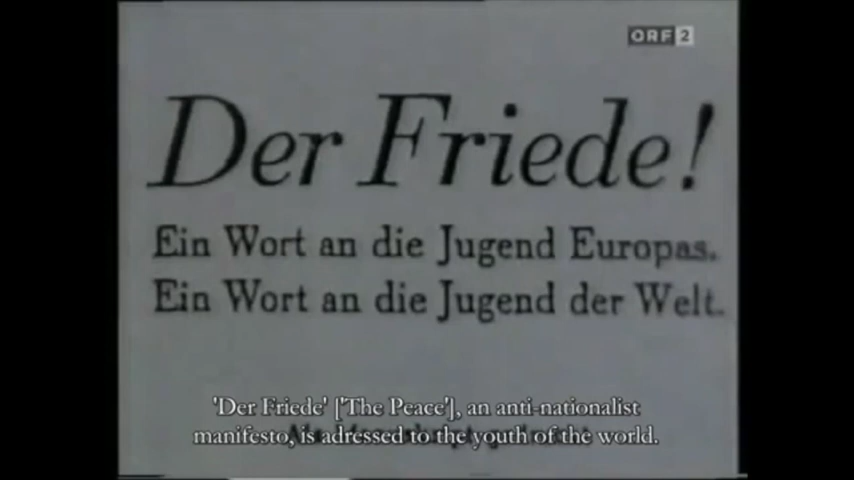 ORF 2
Der Friede!
Ein Wort an die Jugend Europas.
Ein Wort an die Jugend der Welt.
'Der Friede' ['The Peace'], an anti-nationalist
manifesto, is adressed to the youth of the world.